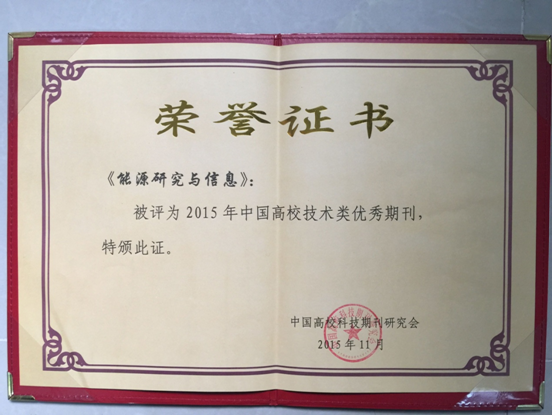 荣誉证书
《能源研究与信息》：
被评为2015年中国高校技术类优秀期刊，
特颁此证。
中国高校科技期刊研究会
2015年11月